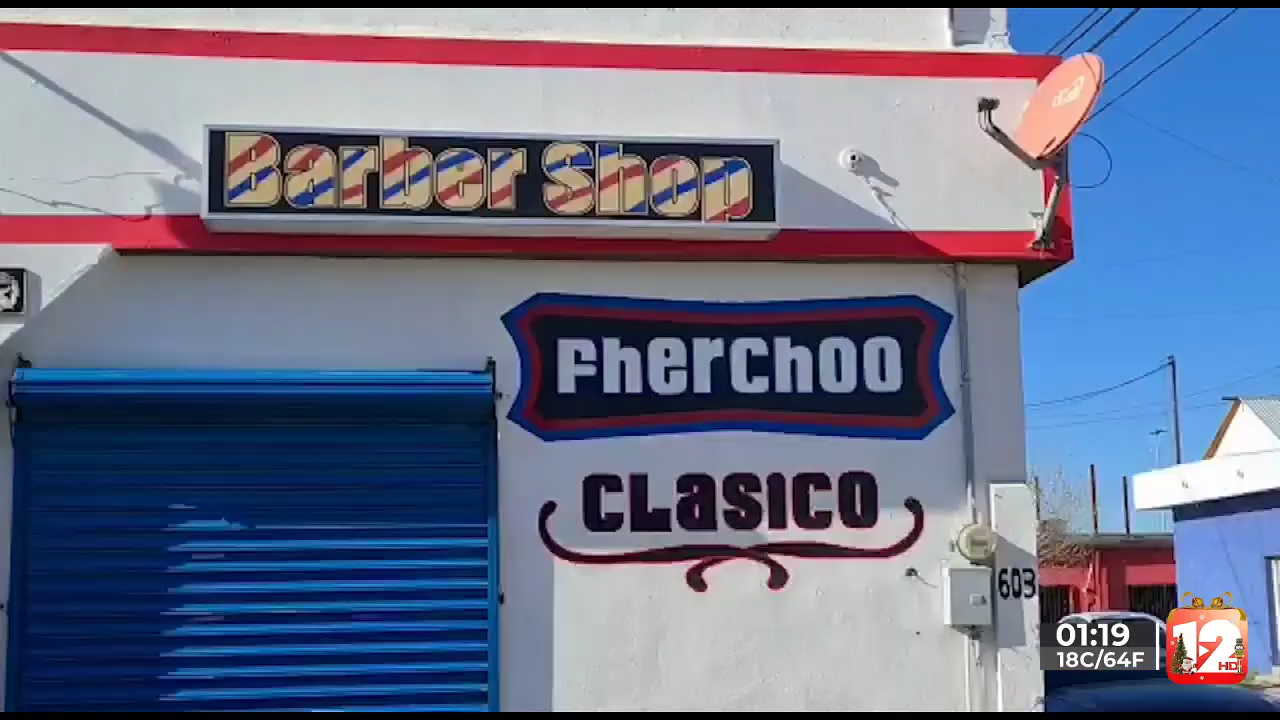 Barber Shop
Fherchoo
CLaSICO
603
01:19
18C/64F
12
HD